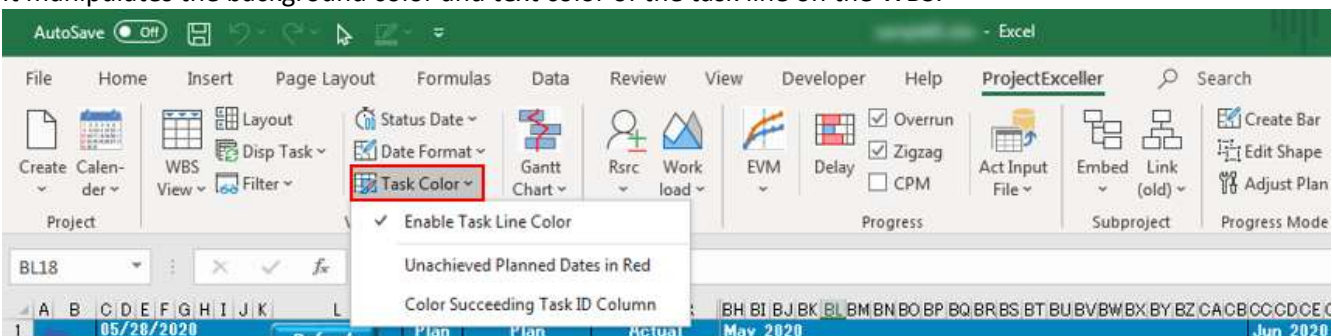 It manipulates the background color and text color of the task line on the WBS.
AutoSave Off - Excel
File Home Insert Page Layout Formulas Data Review View Developer Help ProjectExceller Search
Layout Status Date Overrun Create Bar
Disp Task Date Format Zigzag Edit Shape
Create Calen- WBS Filter Task Color Gantt Rsrc Work EVM Delay CPM Act Input Embed Link Adjust Plan
der View Chart load File (old)
Project Progress Subproject Progress Mode
Enable Task Line Color
BL18 fx Unachieved Planned Dates in Red
Color Succeeding Task ID Column
A B C D E F G H I J K L BH BI BJ BK BL BM BN BO BP BQ BR BS BT BU BV BW BX BY BZ CA CB CC CD CE
1 05/28/2020 Plan Plan Actual May 2020 Jun 2020